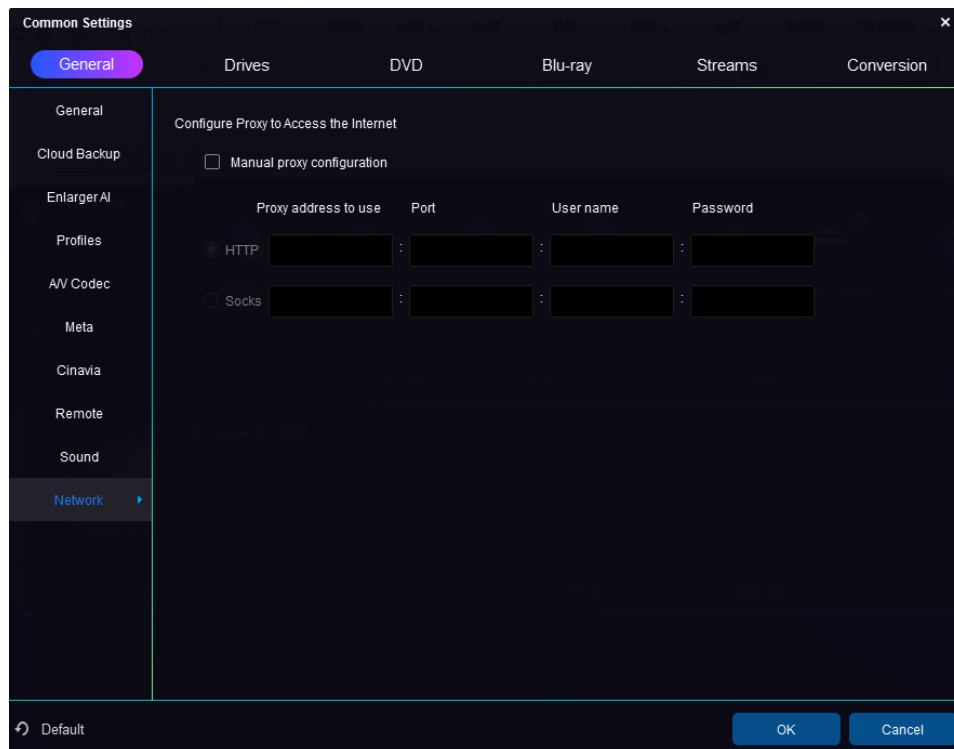 Common Settings
General Drives DVD Blu-ray Streams Conversion
General
Cloud Backup
Enlarger AI
Profiles
A/V Codec
Meta
Cinavia
Remote
Sound
Network
Configure Proxy to Access the Internet
Manual proxy configuration
Proxy address to use Port User name Password
HTTP : : :
Socks : : :
Default OK Cancel